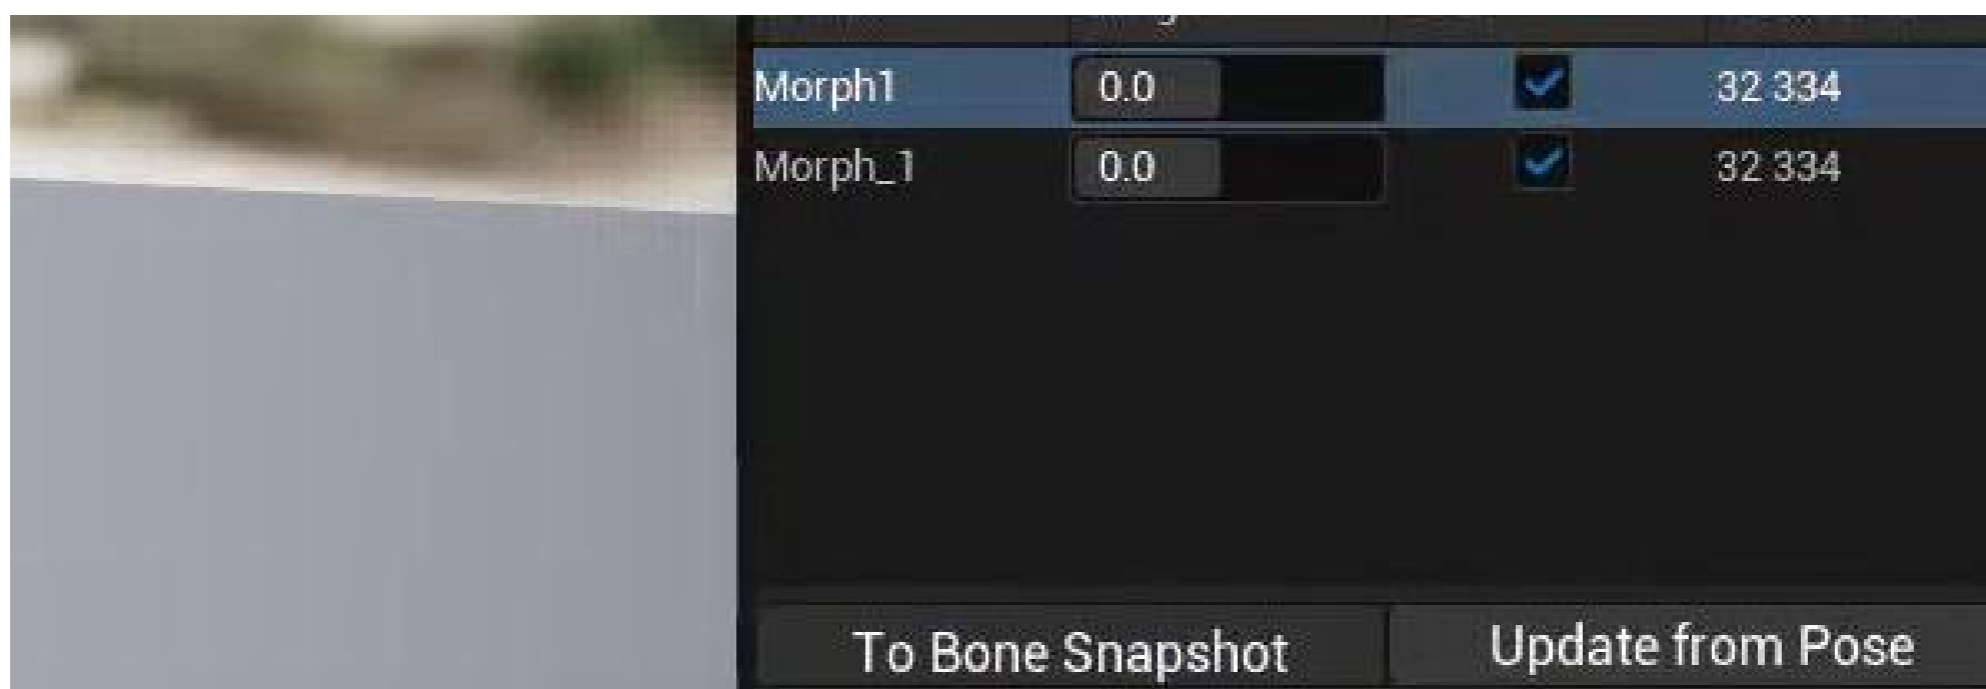 Morph1 0.0 32 334
Morph_1 0.0 32 334
To Bone Snapshot Update from Pose